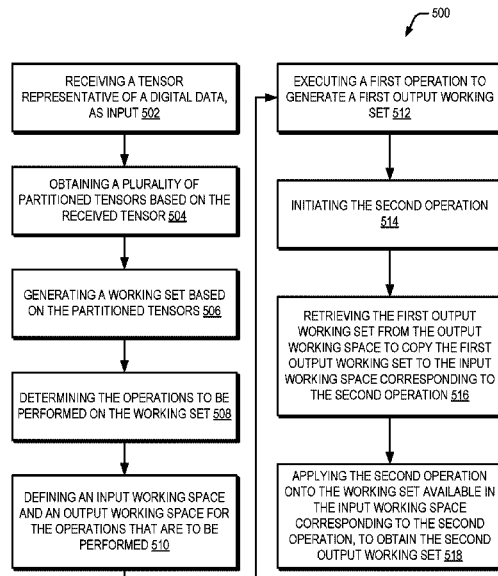 500
RECEIVING A TENSOR
REPRESENTATIVE OF A DIGITAL DATA,
AS INPUT 502
OBTAINING A PLURALITY OF
PARTITIONED TENSORS BASED ON THE
RECEIVED TENSOR 504
GENERATING A WORKING SET BASED
ON THE PARTITIONED TENSORS 506
DETERMINING THE OPERATIONS TO BE
PERFORMED ON THE WORKING SET 508
DEFINING AN INPUT WORKING SPACE
AND AN OUTPUT WORKING SPACE FOR
THE OPERATIONS THAT ARE TO BE
PERFORMED 510
EXECUTING A FIRST OPERATION TO
GENERATE A FIRST OUTPUT WORKING
SET 512
INITIATING THE SECOND OPERATION
514
RETRIEVING THE FIRST OUTPUT
WORKING SET FROM THE OUTPUT
WORKING SPACE TO COPY THE FIRST
OUTPUT WORKING SET TO THE INPUT
WORKING SPACE CORRESPONDING TO
THE SECOND OPERATION 516
APPLYING THE SECOND OPERATION
ONTO THE WORKING SET AVAILABLE IN
THE INPUT WORKING SPACE
CORRESPONDING TO THE SECOND
OPERATION, TO OBTAIN THE SECOND
OUTPUT WORKING SET 518